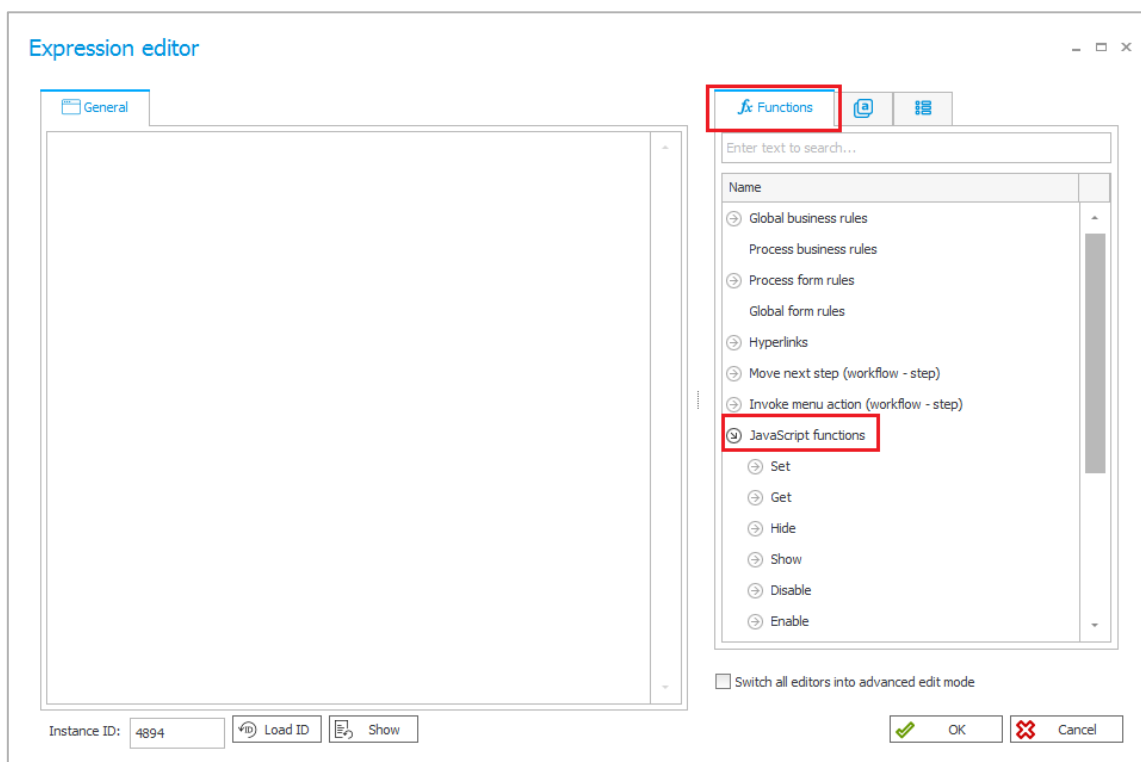 Expression editor
General
fx Functions
Enter text to search...
Name
Global business rules
Process business rules
Process form rules
Global form rules
Hyperlinks
Move next step (workflow - step)
Invoke menu action (workflow - step)
JavaScript functions
Set
Get
Hide
Show
Disable
Enable
Switch all editors into advanced edit mode
Instance ID: 4894 Load ID Show OK Cancel